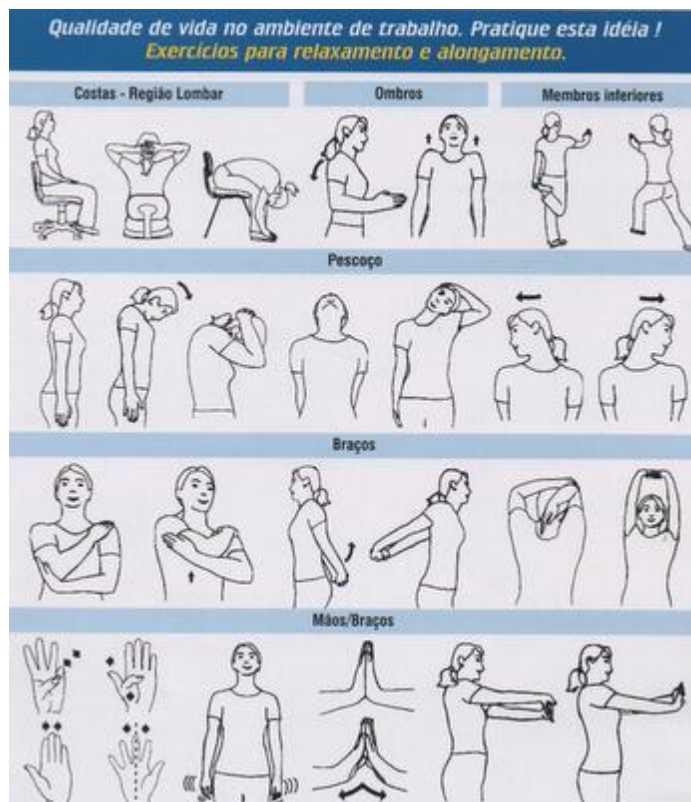 Qualidade de vida no ambiente de trabalho. Pratique esta idéia !
Exercícios para relaxamento e alongamento.
Costas - Região Lombar
Ombros
Membros inferiores
Pescoço
Braços
Mãos/Braços